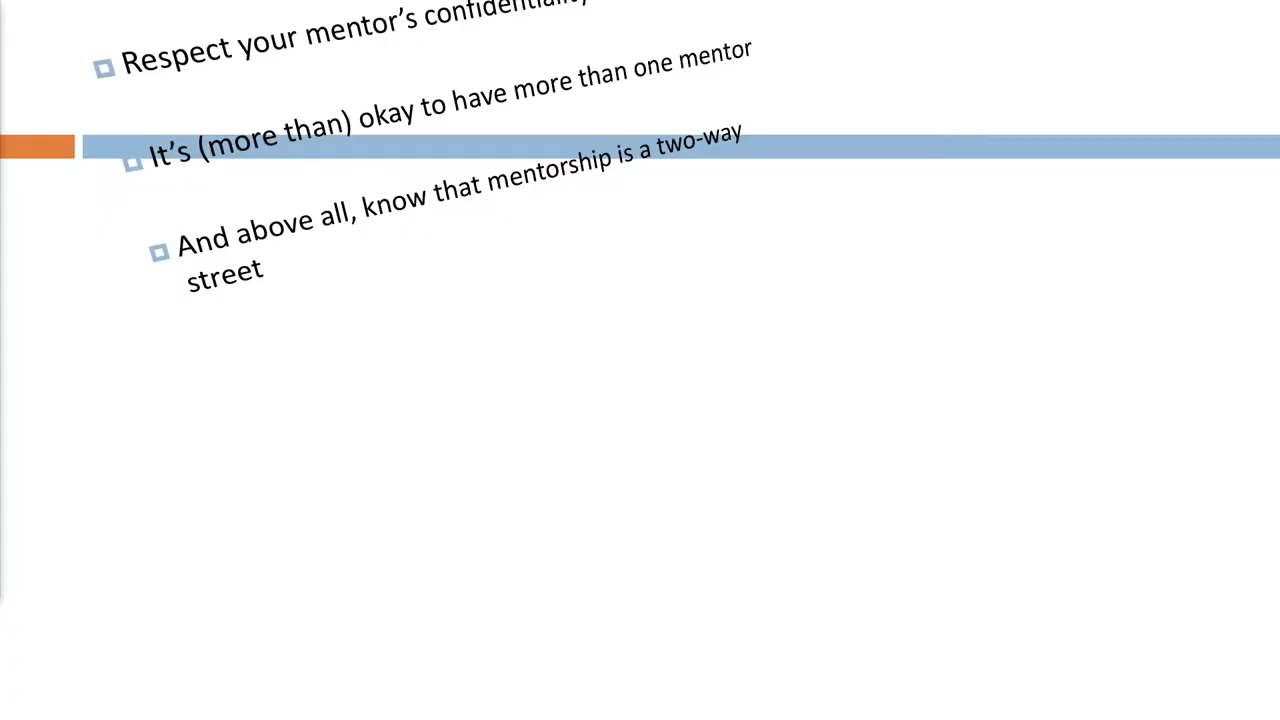 Respect your mentor's confidentiality
It's (more than) okay to have more than one mentor
And above all, know that mentorship is a two-way
street